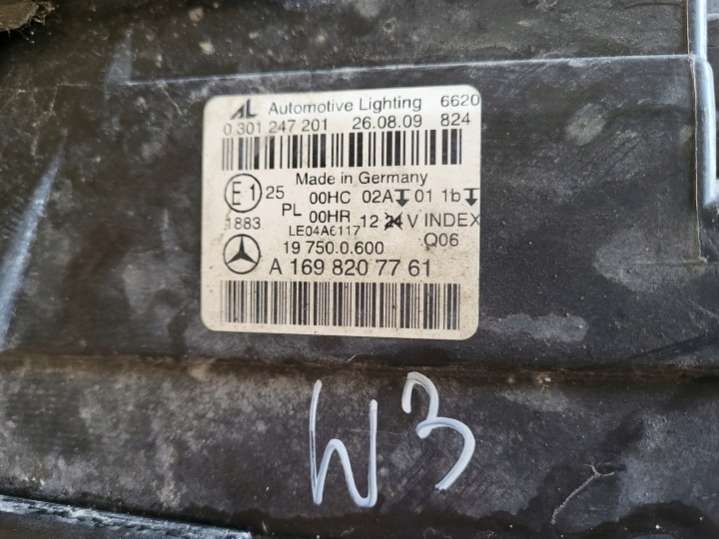 AL Automotive Lighting 6620
0 301 247 201 26.08.09 824
Made in Germany
E1 25 00HC 02A 01 1b
PL 00HR 12 24 V INDEX
1883 LE04A6117 Q06
19 750.0.600
A 169 820 77 61
W3